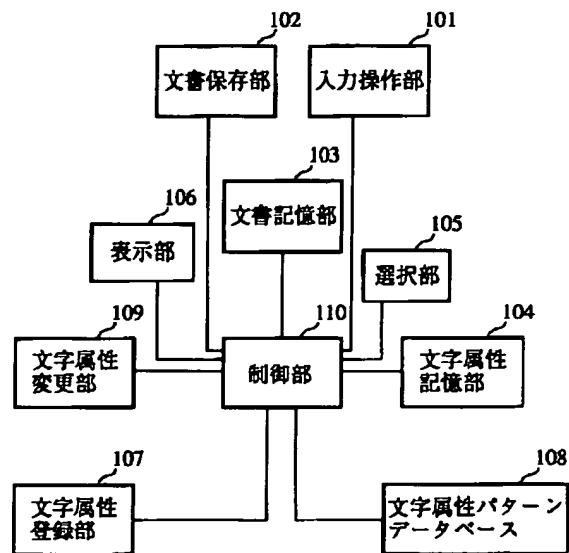 102
101
文書保存部
入力操作部
103
文書記憶部
106
表示部
105
選択部
109
文字属性
変更部
110
制御部
104
文字属性
記憶部
107
文字属性
登録部
108
文字属性パターン
データベース